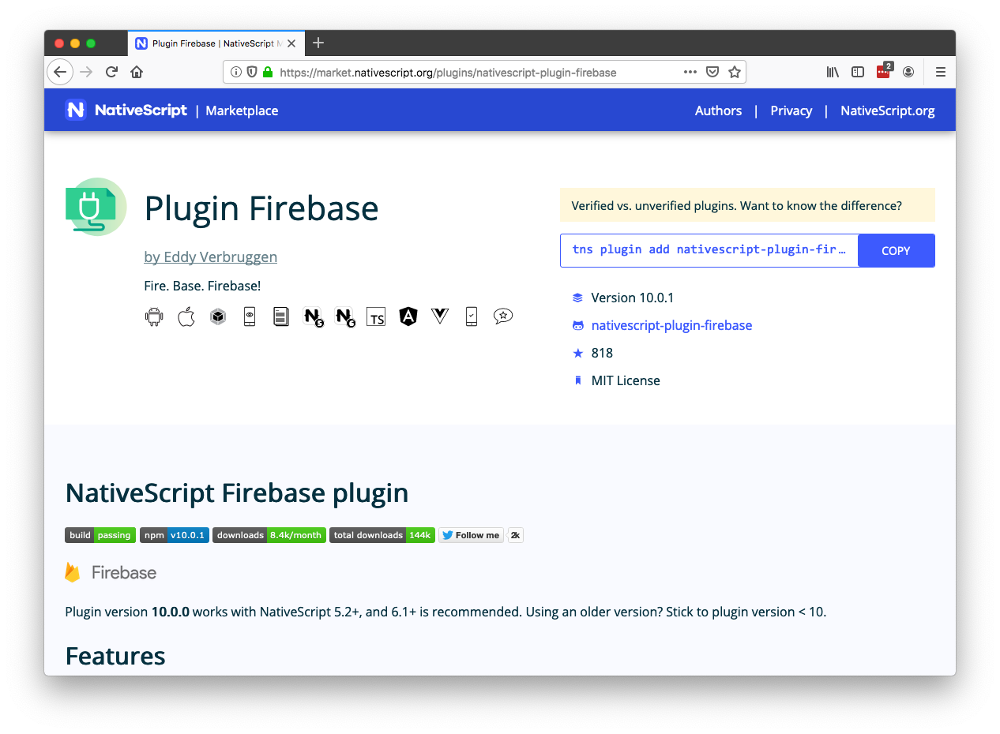 Plugin Firebase | NativeScript M
https://market.nativescript.org/plugins/nativescript-plugin-firebase
2
NativeScript | Marketplace
Authors | Privacy | NativeScript.org
Plugin Firebase
by Eddy Verbruggen
Fire. Base. Firebase!
N S N C TS A
Verified vs. unverified plugins. Want to know the difference?
tns plugin add nativescript-plugin-fir… COPY
Version 10.0.1
nativescript-plugin-firebase
818
MIT License
NativeScript Firebase plugin
build passing npm v10.0.1 downloads 8.4k/month total downloads 144k Follow me 2k
Firebase
Plugin version 10.0.0 works with NativeScript 5.2+, and 6.1+ is recommended. Using an older version? Stick to plugin version < 10.
Features